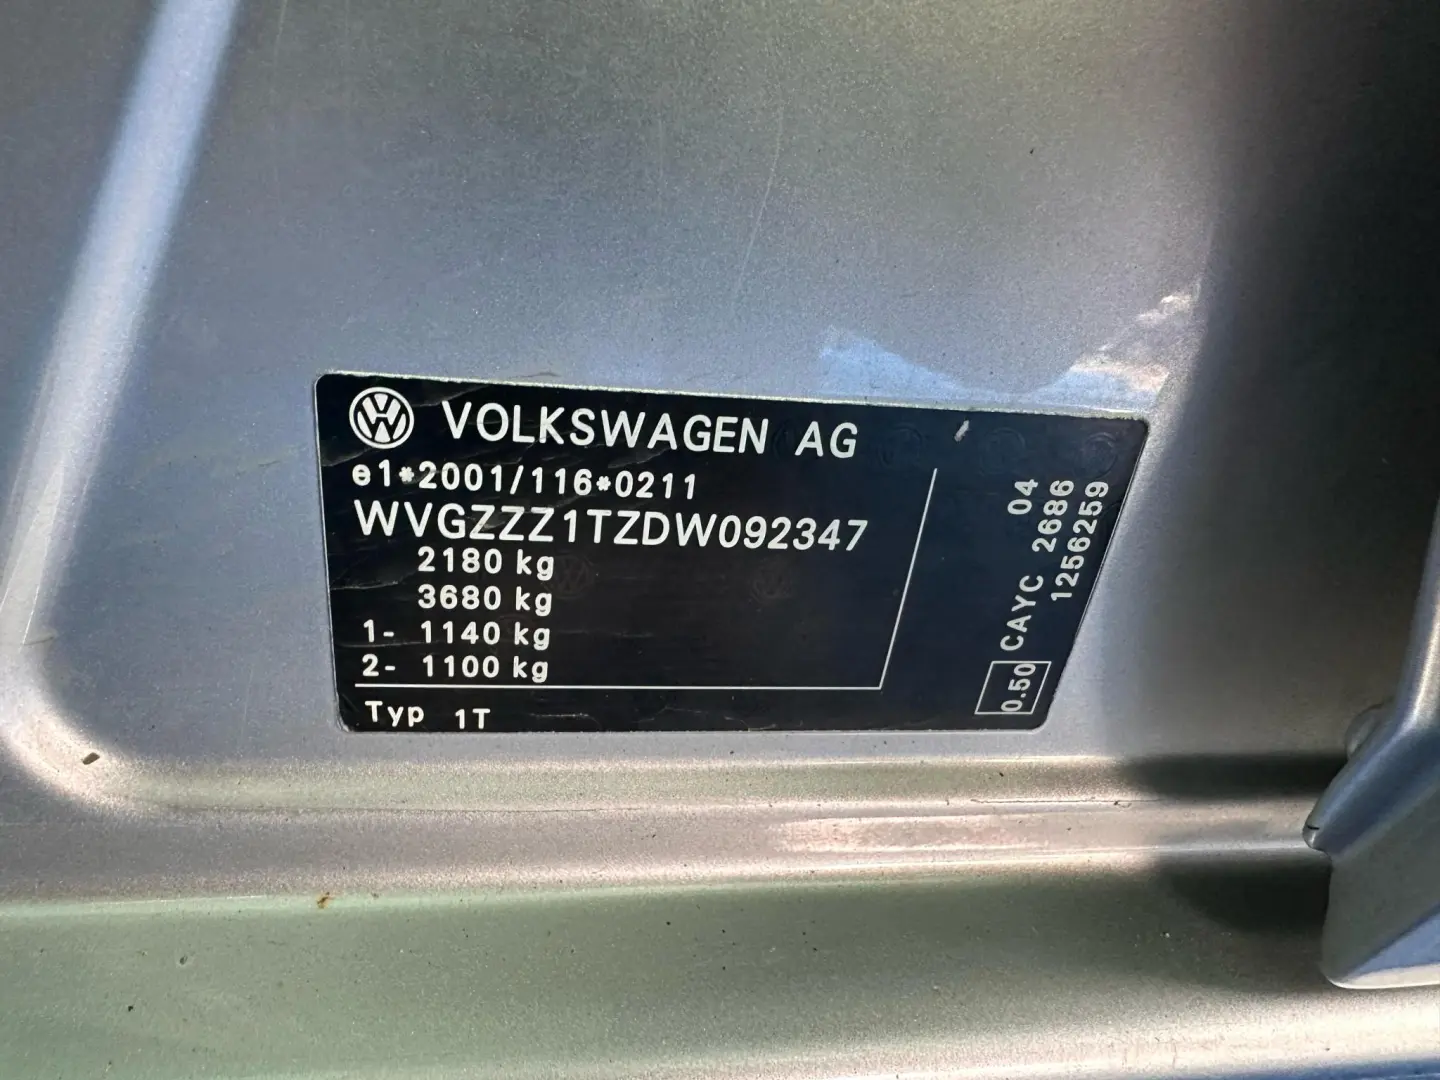 VOLKSWAGEN AG
e1*2001/116*0211
WVGZZZ1TZDW092347
2180 kg
3680 kg
1- 1140 kg
2- 1100 kg
Typ 1T
04
0.50 CAYC 2686
1256259